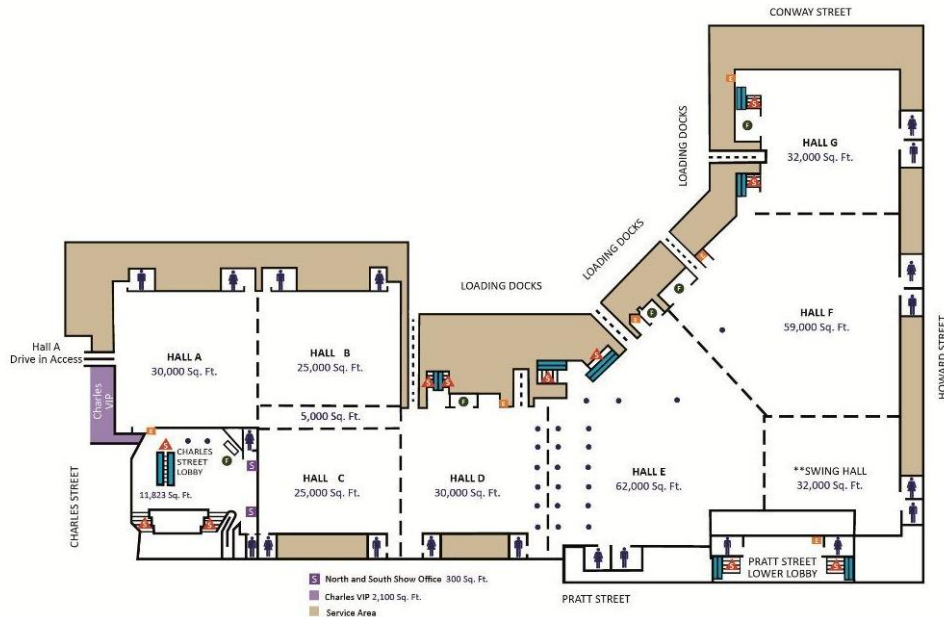 CONWAY STREET
LOADING DOCKS
HALL G
32,000 Sq. Ft.
LOADING DOCKS
LOADING DOCKS
HALL F
59,000 Sq. Ft.
HOWARD STREET
Hall A
Drive in Access
HALL A
30,000 Sq. Ft.
HALL B
25,000 Sq. Ft.
Charles
VIP
5,000 Sq. Ft.
CHARLES
STREET
LOBBY
11,823 Sq. Ft.
CHARLES STREET
HALL C
25,000 Sq. Ft.
HALL D
30,000 Sq. Ft.
HALL E
62,000 Sq. Ft.
**SWING HALL
32,000 Sq. Ft.
PRATT STREET
LOWER LOBBY
PRATT STREET
S North and South Show Office 300 Sq. Ft.
Charles VIP 2,100 Sq. Ft.
Service Area